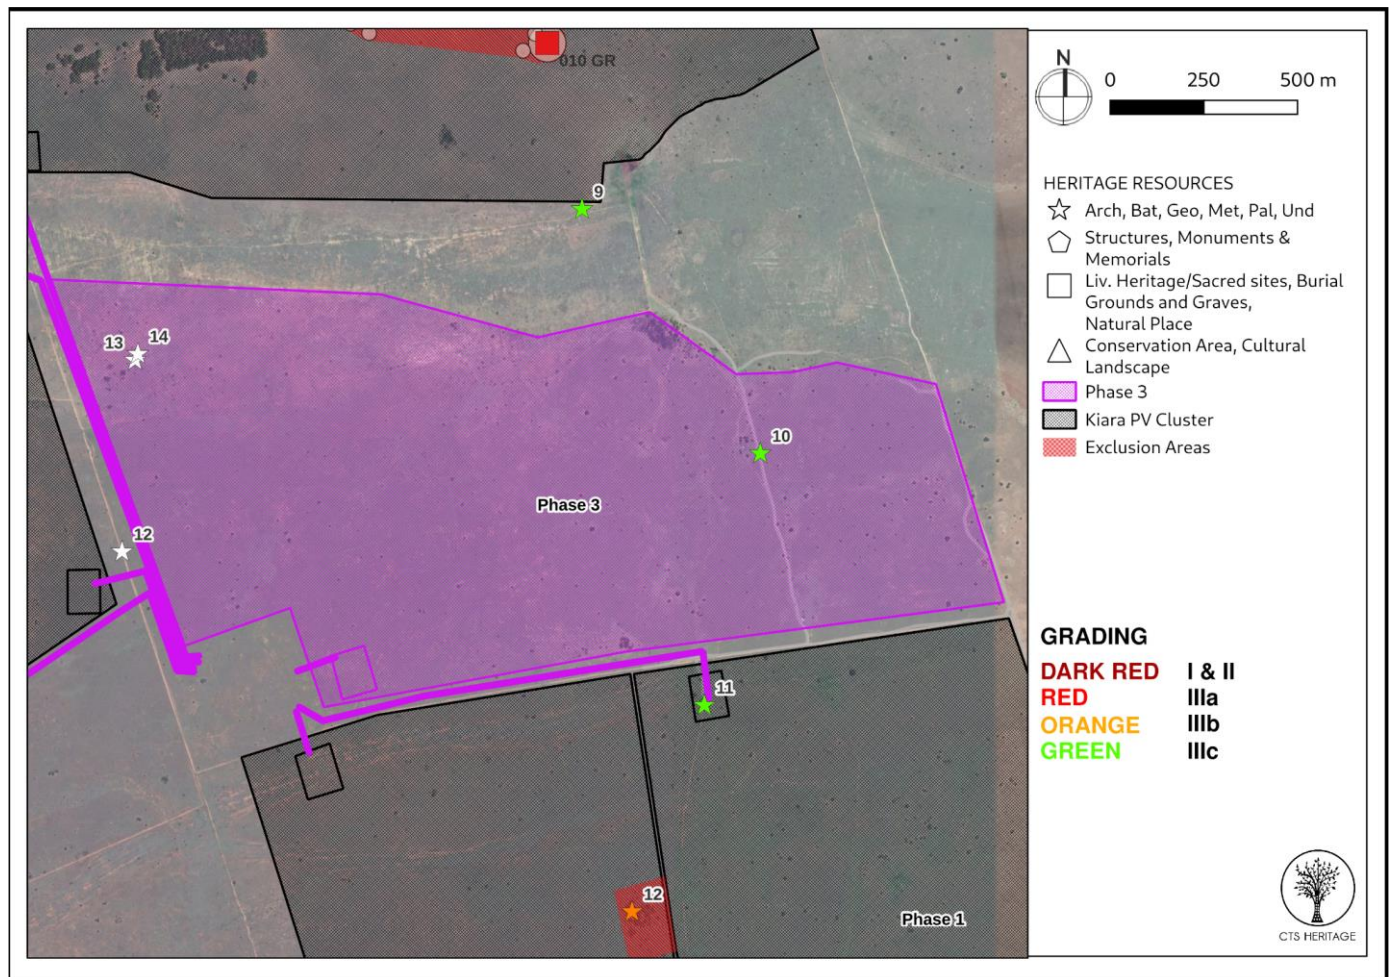 010 GR
9
13
14
10
Phase 3
12
11
12
Phase 1
N
0 250 500 m
HERITAGE RESOURCES
Arch, Bat, Geo, Met, Pal, Und
Structures, Monuments &
Memorials
Liv. Heritage/Sacred sites, Burial
Grounds and Graves,
Natural Place
Conservation Area, Cultural
Landscape
Phase 3
Kiara PV Cluster
Exclusion Areas
GRADING
DARK RED I & II
RED IIIa
ORANGE IIIb
GREEN IIIc
CTS HERITAGE